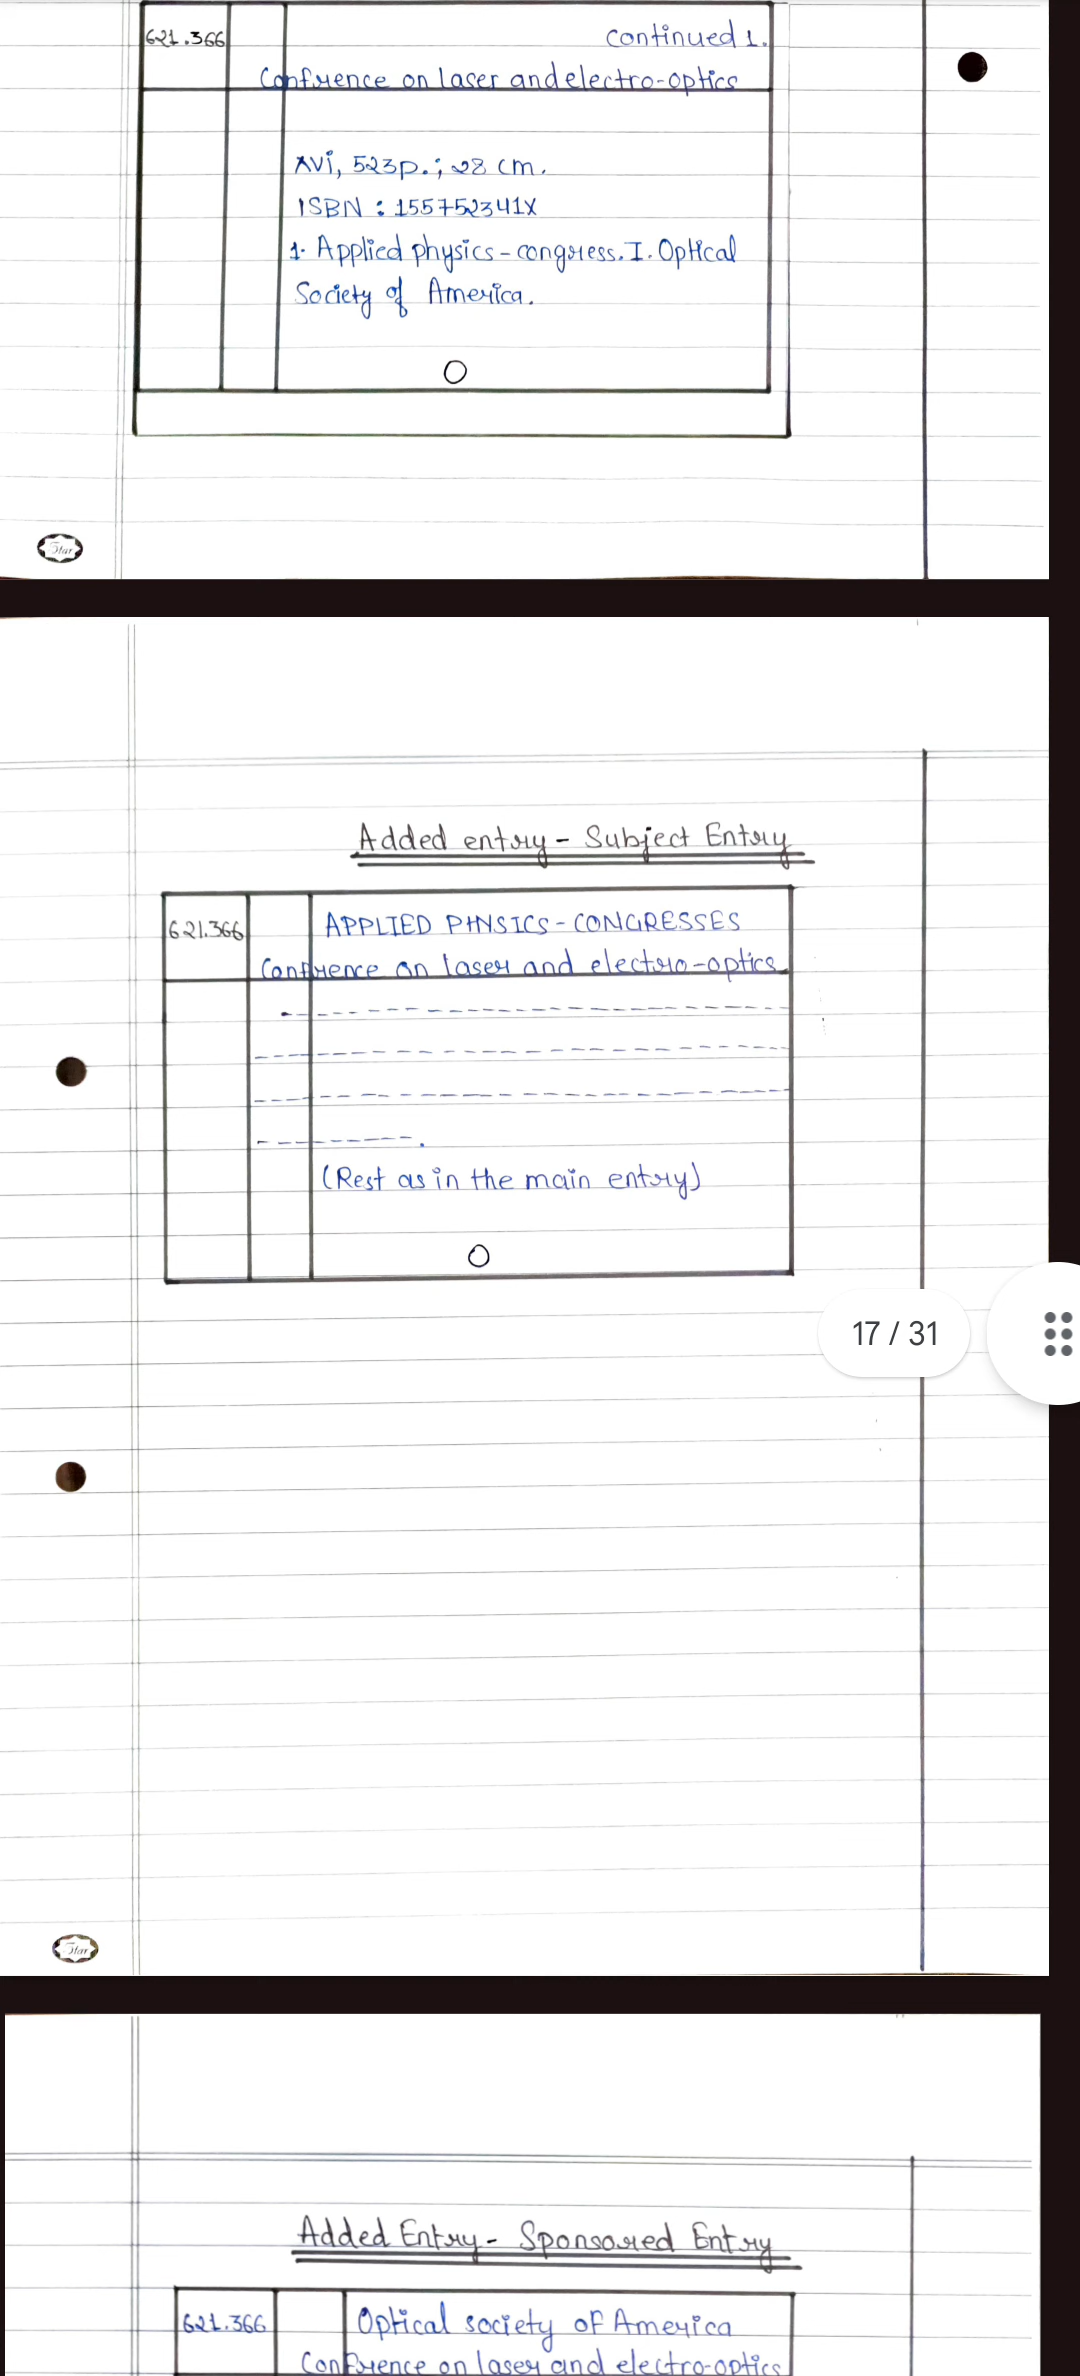 621.366
continued 1.
Confrence on laser and electro-optics
xvi, 523p.; 28 cm.
ISBN : 155752341X
1. Applied physics - congress. I. Optical
Society of America.
Star
Added entry - Subject Entry
621.366
APPLIED PHYSICS - CONGRESSES
Confrence on laser and electro-optics
(Rest as in the main entry)
17 / 31
Star
Added Entry - Sponsored Entry
621.366
Optical society of America
Confrence on laser and electro-optics